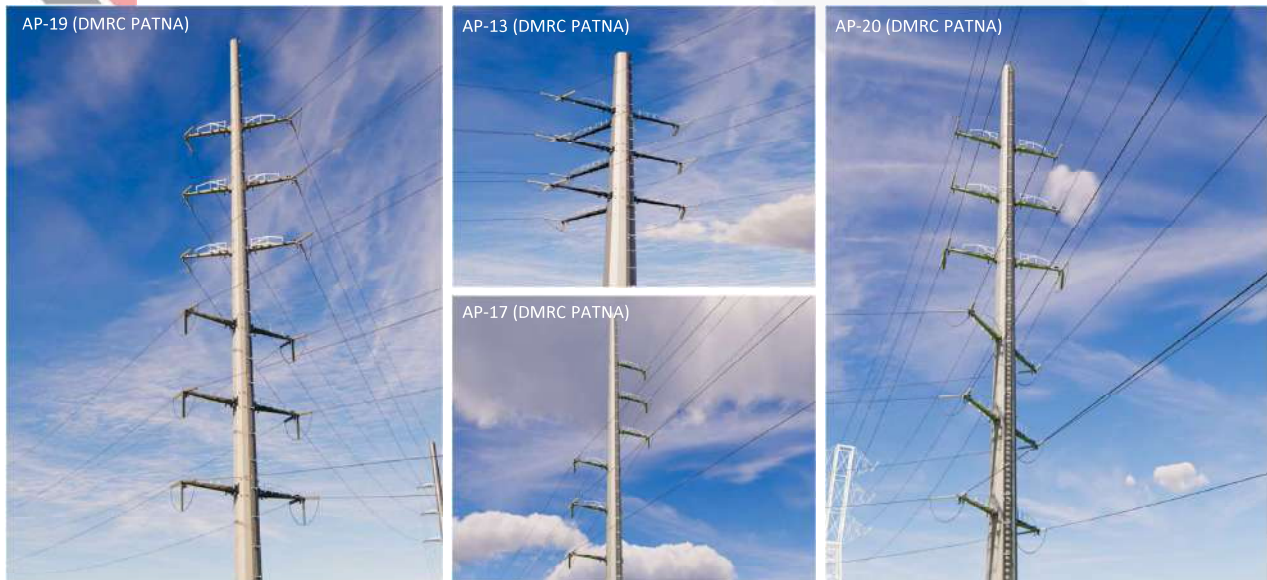 AP-19 (DMRC PATNA)
AP-13 (DMRC PATNA)
AP-17 (DMRC PATNA)
AP-20 (DMRC PATNA)